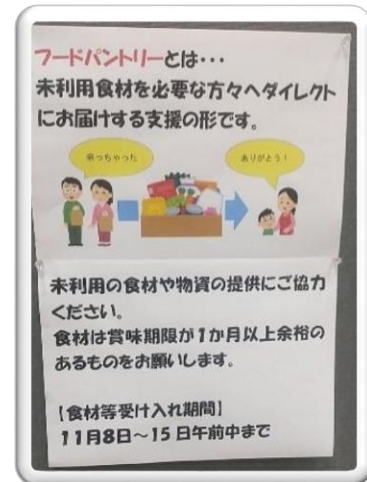 フードパントリーとは・・・
未利用食材を必要な方々へダイレクト
にお届けする支援の形です。
余っちゃった
ありがとう!
未利用の食材や物資の提供にご協力
ください。
食材は賞味期限が1か月以上余裕の
あるものをお願いします。
【食材等受け入れ期間】
11月8日~15日午前中まで